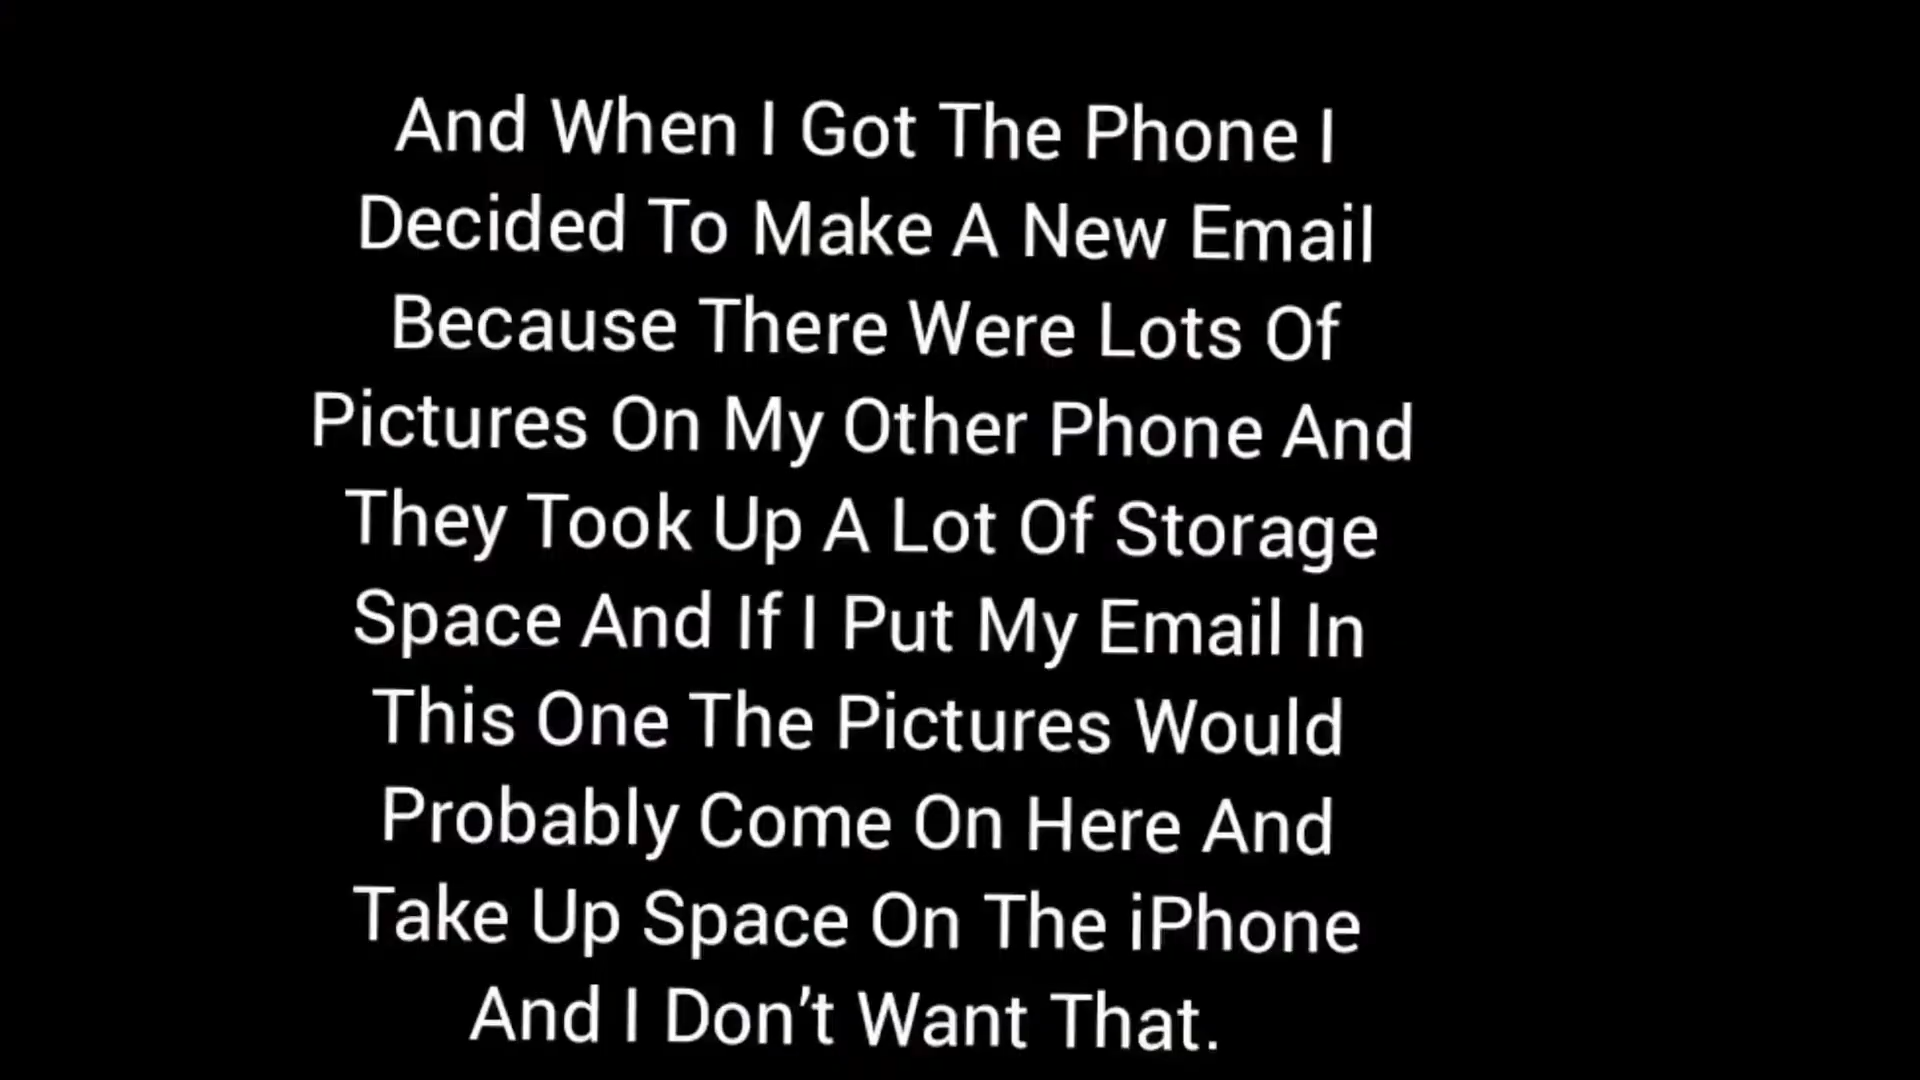 And When I Got The Phone I
Decided To Make A New Email
Because There Were Lots Of
Pictures On My Other Phone And
They Took Up A Lot Of Storage
Space And If I Put My Email In
This One The Pictures Would
Probably Come On Here And
Take Up Space On The iPhone
And I Don’t Want That.